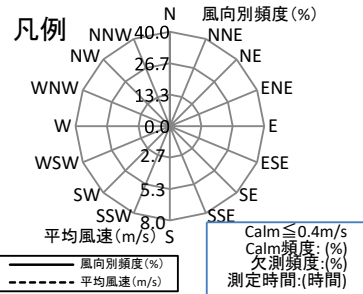 凡例
N 風向別頻度(%)
40.0
NNW
NNE
NW
NE
26.7
WNW
ENE
13.3
W
0.0
E
2.7
WSW
ESE
5.3
SW
SE
SSW
SSE
8.0
平均風速(m/s) S
風向別頻度(%)
平均風速(m/s)
Calm≦0.4m/s
Calm頻度:(%)
欠測頻度:(%)
測定時間:(時間)